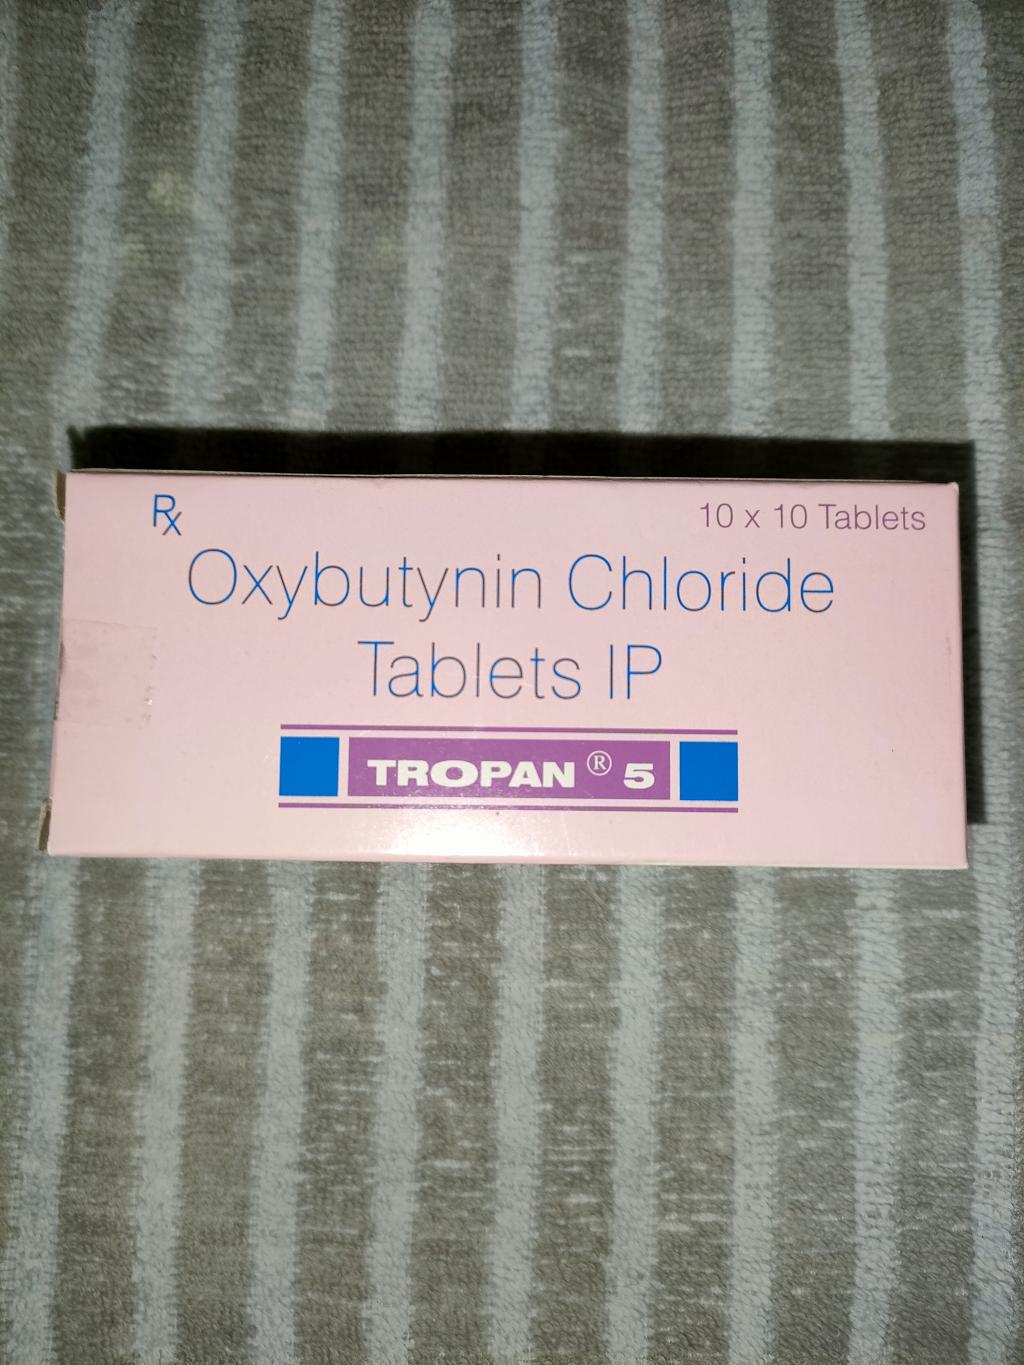 Rx
10 x 10 Tablets
Oxybutynin Chloride
Tablets IP
TROPAN ® 5